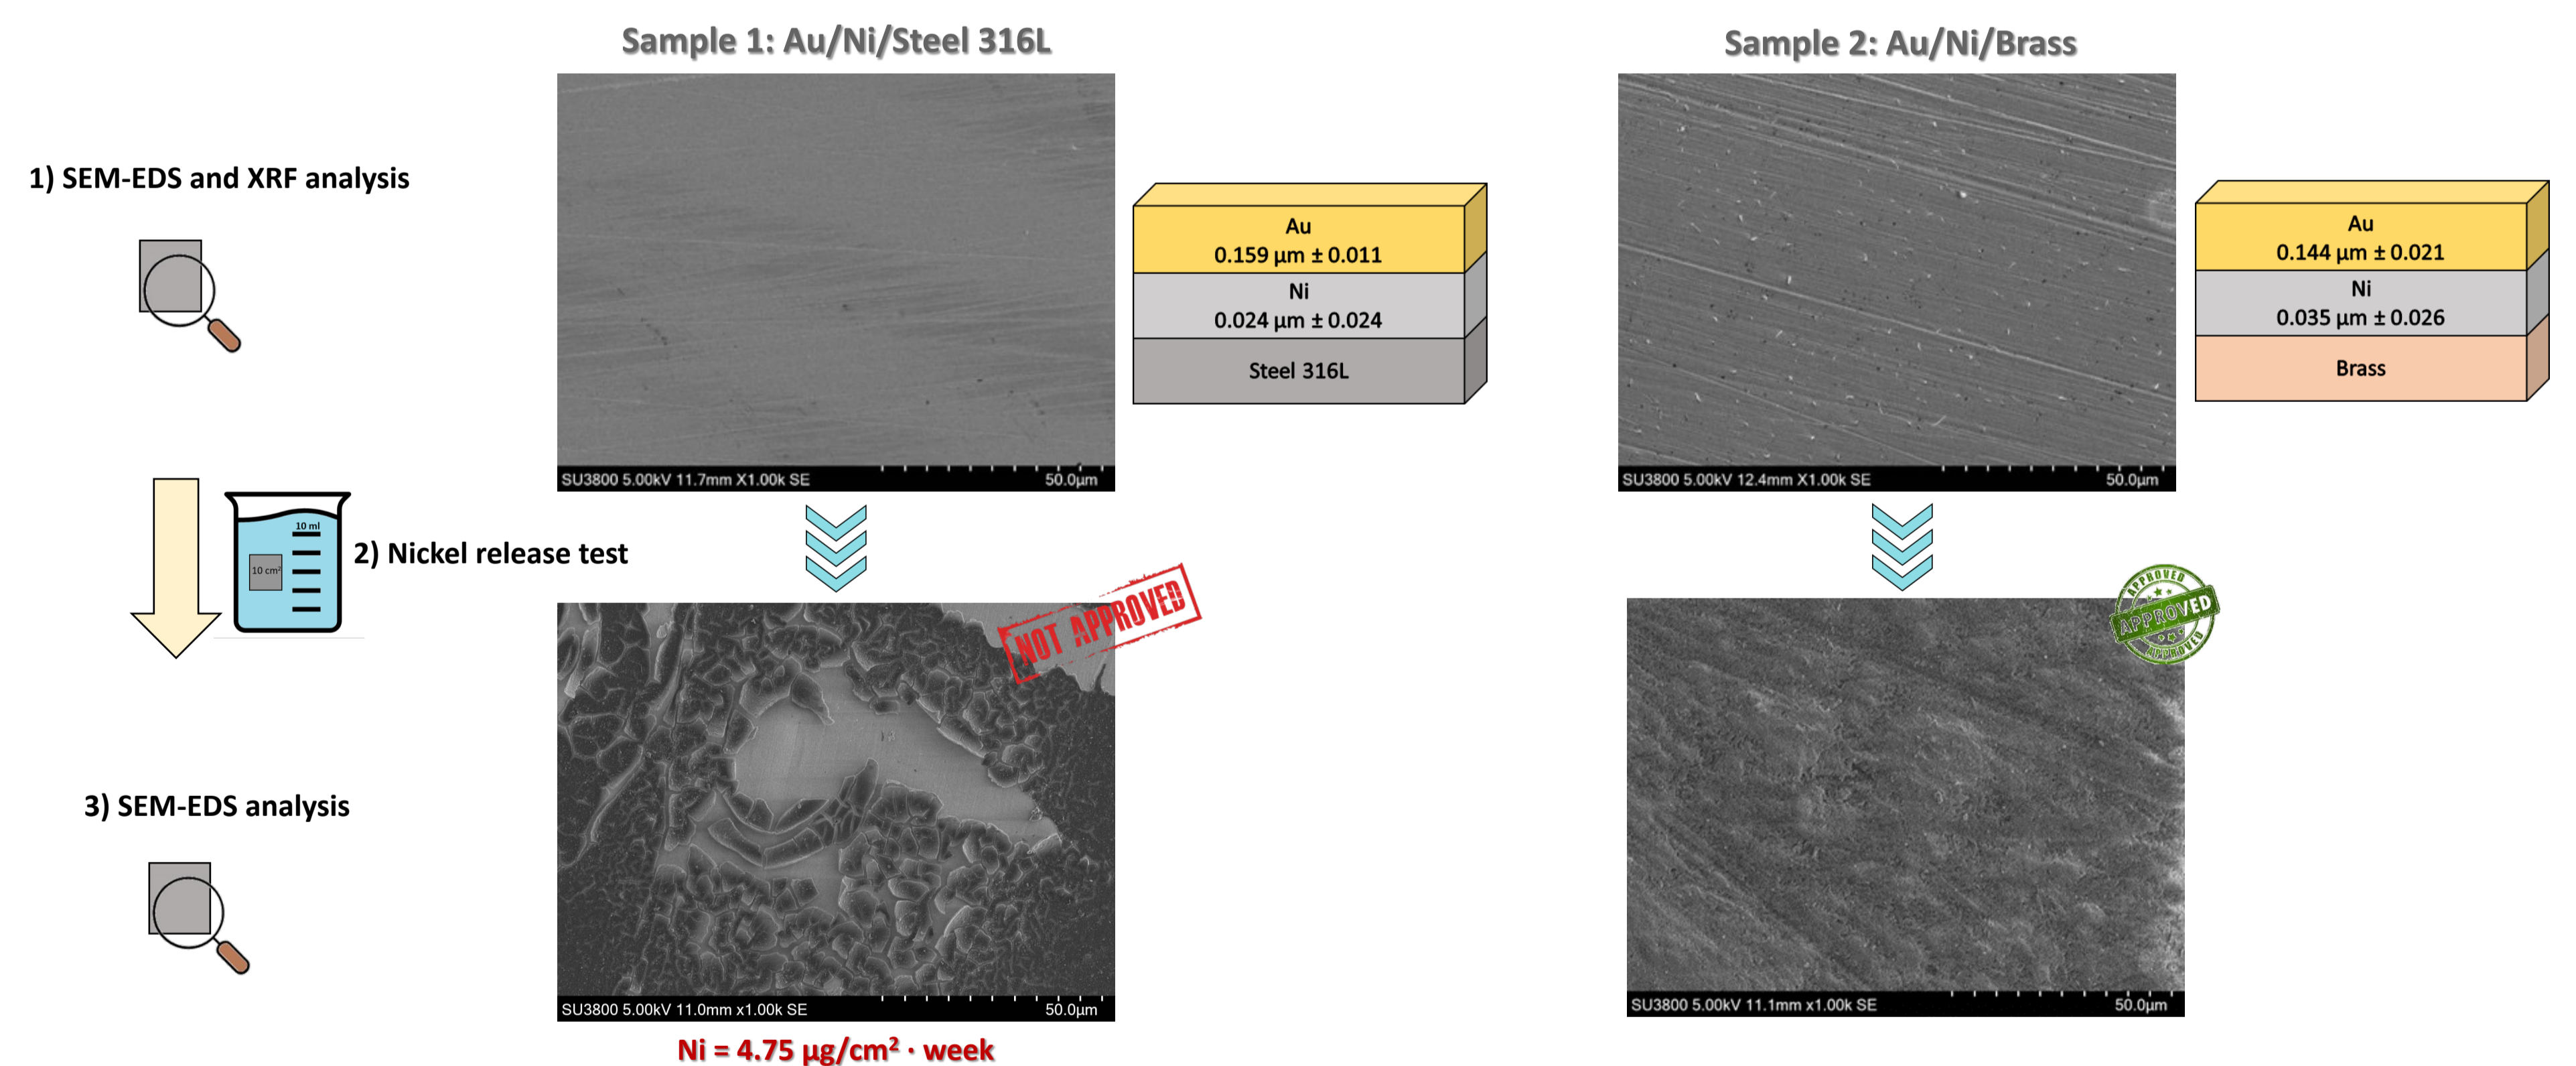 Sample 1: Au/Ni/Steel 316L
Sample 2: Au/Ni/Brass
1) SEM-EDS and XRF analysis
Au
0.159 µm ± 0.011
Ni
0.024 µm ± 0.024
Steel 316L
Au
0.144 µm ± 0.021
Ni
0.035 µm ± 0.026
Brass
SU3800 5.00kV 11.7mm X1.00k SE
50.0µm
SU3800 5.00kV 12.4mm X1.00k SE
50.0µm
10 ml
10 cm²
2) Nickel release test
NOT APPROVED
APPROVED
APPROVED
APPROVED
3) SEM-EDS analysis
SU3800 5.00kV 11.0mm x1.00k SE
50.0µm
SU3800 5.00kV 11.1mm x1.00k SE
50.0µm
Ni = 4.75 µg/cm² · week